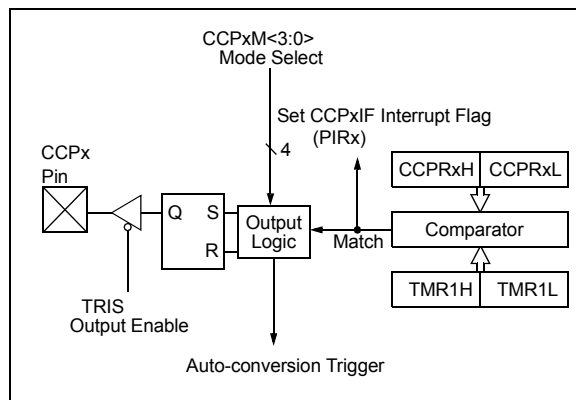 CCPxM<3:0>
Mode Select
Set CCPxIF Interrupt Flag
(PIRx)
4
CCPx
Pin
CCPRxH CCPRxL
Q S
R
Output
Logic
Match
Comparator
TRIS
Output Enable
TMR1H TMR1L
Auto-conversion Trigger